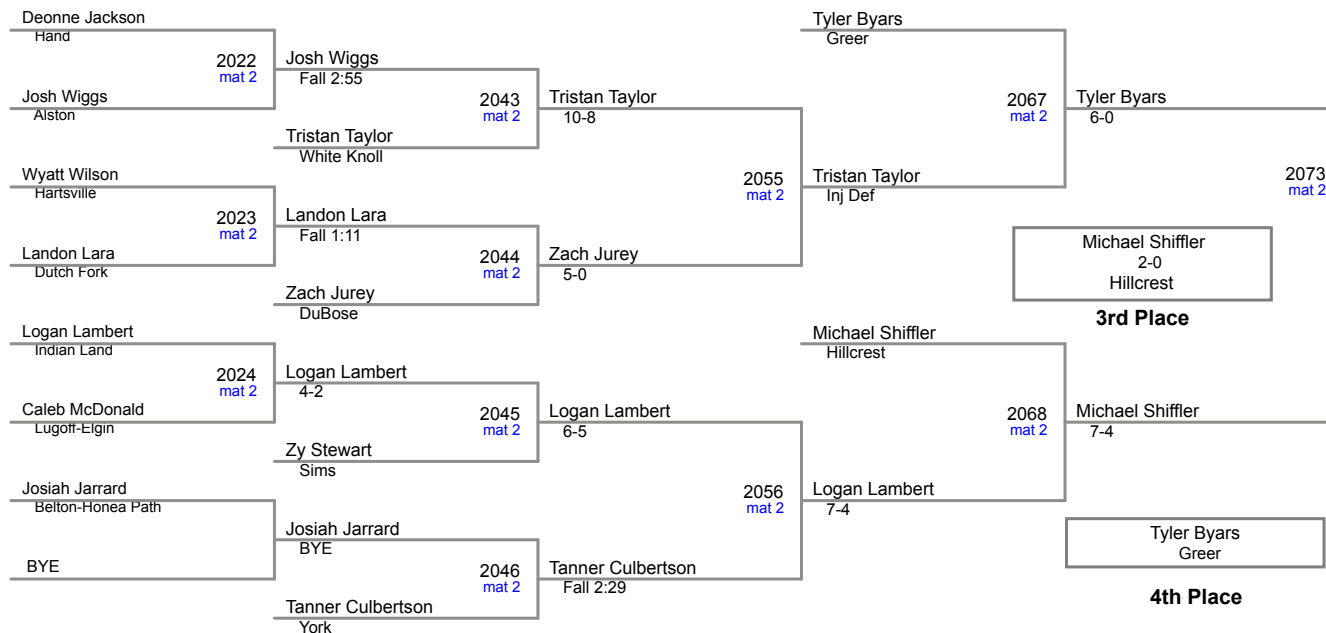 Deonne Jackson
Hand
2022
mat 2
Josh Wiggs
Alston
Josh Wiggs
Fall 2:55
2043
mat 2
Tristan Taylor
White Knoll
Wyatt Wilson
Hartsville
2023
mat 2
Landon Lara
Dutch Fork
Landon Lara
Fall 1:11
2044
mat 2
Zach Jurey
DuBose
Tristan Taylor
10-8
2055
mat 2
Zach Jurey
5-0
Tyler Byars
Greer
2067
mat 2
Tristan Taylor
Inj Def
Tyler Byars
6-0
2073
mat 2
Michael Shiffler
2-0
Hillcrest
3rd Place
Logan Lambert
Indian Land
2024
mat 2
Caleb McDonald
Lugoff-Elgin
Logan Lambert
4-2
2045
mat 2
Zy Stewart
Sims
Josiah Jarrard
Belton-Honea Path
BYE
Josiah Jarrard
BYE
2046
mat 2
Tanner Culbertson
York
Logan Lambert
6-5
2056
mat 2
Tanner Culbertson
Fall 2:29
Michael Shiffler
Hillcrest
2068
mat 2
Logan Lambert
7-4
Michael Shiffler
7-4
Tyler Byars
Greer
4th Place